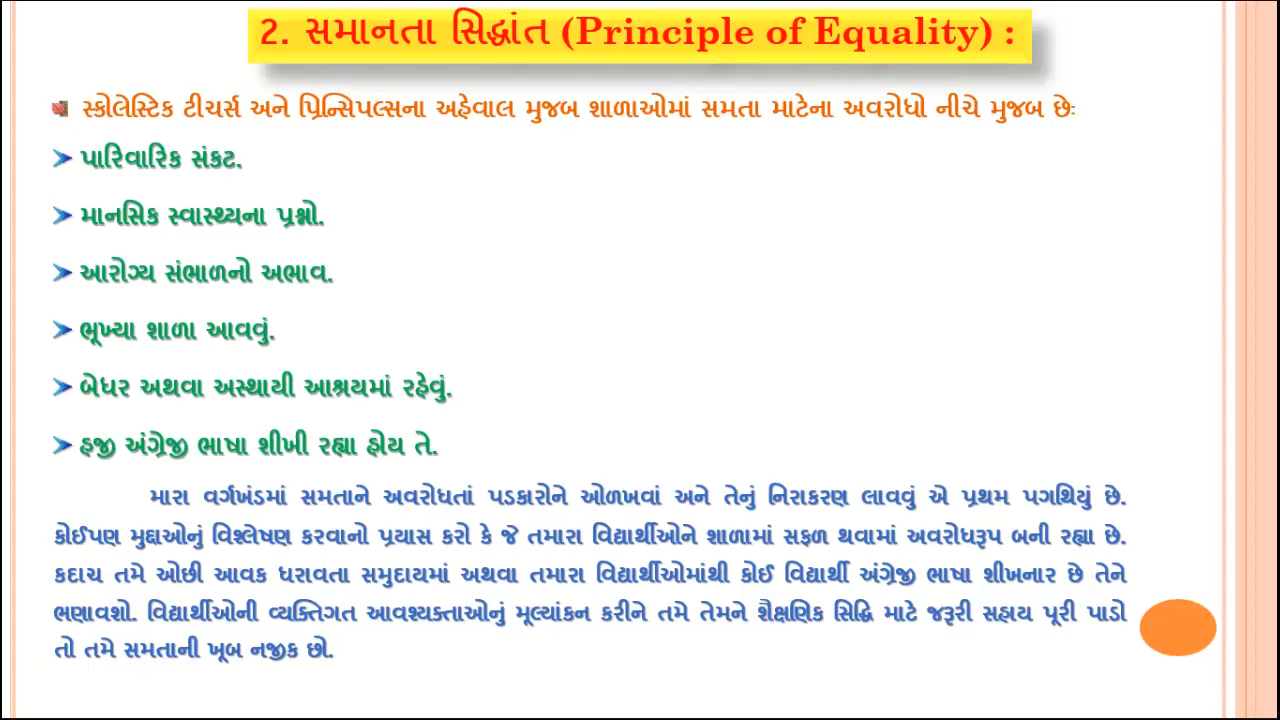 2. સમાનતા સિદ્ધાંત (Principle of Equality) :
સ્કોલેસ્ટિક ટીચર્સ અને પ્રિન્સિપલ્સના અહેવાલ મુજબ શાળાઓમાં સમતા માટેના અવરોધો નીચે મુજબ છેઃ
પારિવારિક સંકટ.
માનસિક સ્વાસ્થ્યના પ્રશ્નો.
આરોગ્ય સંભાળનો અભાવ.
ભૂખ્યા શાળા આવવું.
બેઘર અથવા અસ્થાયી આશ્રયમાં રહેવું.
હજી અંગ્રેજી ભાષા શીખી રહ્યા હોય તે.
મારા વર્ગખંડમાં સમતાને અવરોધતાં પડકારોને ઓળખવાં અને તેનું નિરાકરણ લાવવું એ પ્રથમ પગથિયું છે.
કોઈપણ મુદ્દાઓનું વિશ્લેષણ કરવાનો પ્રયાસ કરો કે જે તમારા વિદ્યાર્થીઓને શાળામાં સફળ થવામાં અવરોધરૂપ બની રહ્યા છે.
કદાચ તમે ઓછી આવક ધરાવતા સમુદાયમાં અથવા તમારા વિદ્યાર્થીઓમાંથી કોઈ વિદ્યાર્થી અંગ્રેજી ભાષા શીખનાર છે તેને
ભણાવશો. વિદ્યાર્થીઓની વ્યક્તિગત આવશ્યક્તાઓનું મૂલ્યાંકન કરીને તમે તેમને શૈક્ષણિક સિદ્ધિ માટે જરૂરી સહાય પૂરી પાડો
તો તમે સમતાની ખૂબ નજીક છો.